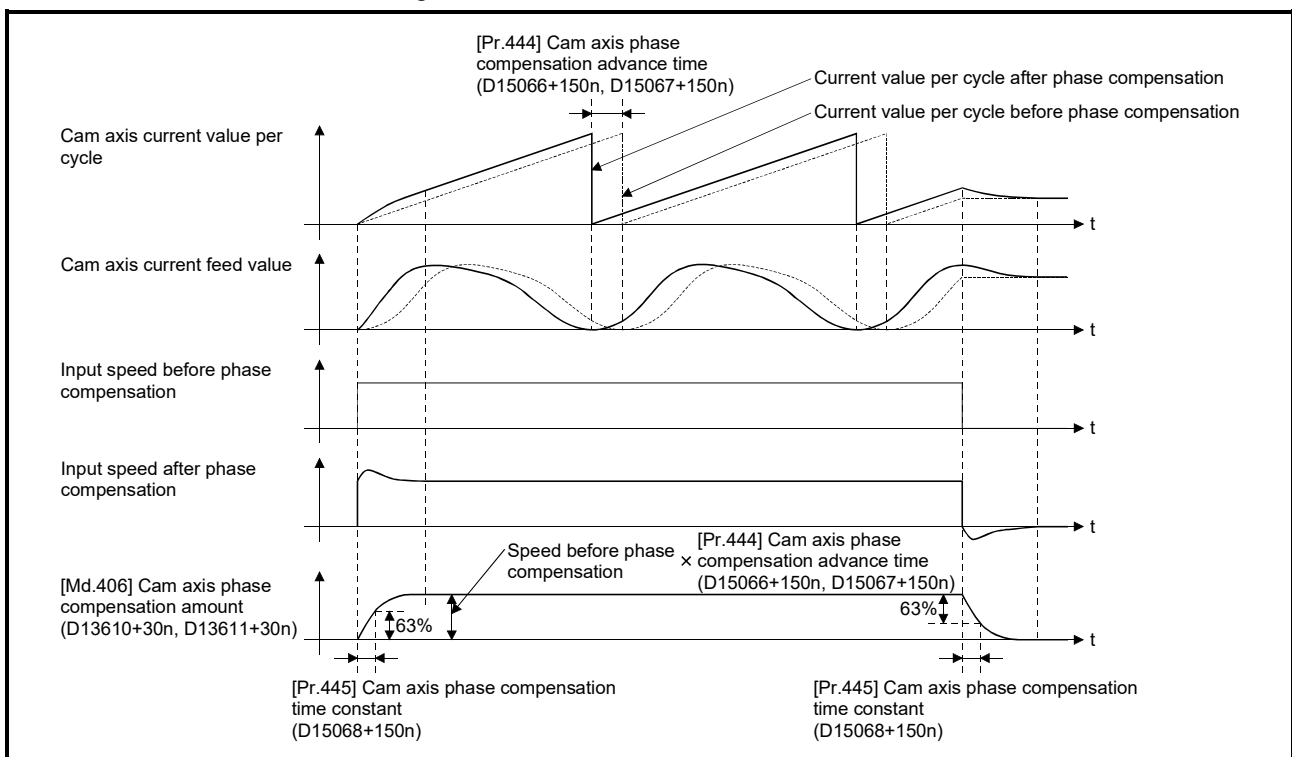 [Pr.444] Cam axis phase
compensation advance time
(D15066+150n, D15067+150n)
Current value per cycle after phase compensation
Current value per cycle before phase compensation
Cam axis current value per
cycle
t
Cam axis current feed value
t
Input speed before phase
compensation
t
Input speed after phase
compensation
t
[Md.406] Cam axis phase
compensation amount
(D13610+30n, D13611+30n)
Speed before phase
compensation
×
[Pr.444] Cam axis phase
compensation advance time
(D15066+150n, D15067+150n)
63%
63%
t
[Pr.445] Cam axis phase compensation
time constant
(D15068+150n)
[Pr.445] Cam axis phase compensation
time constant
(D15068+150n)